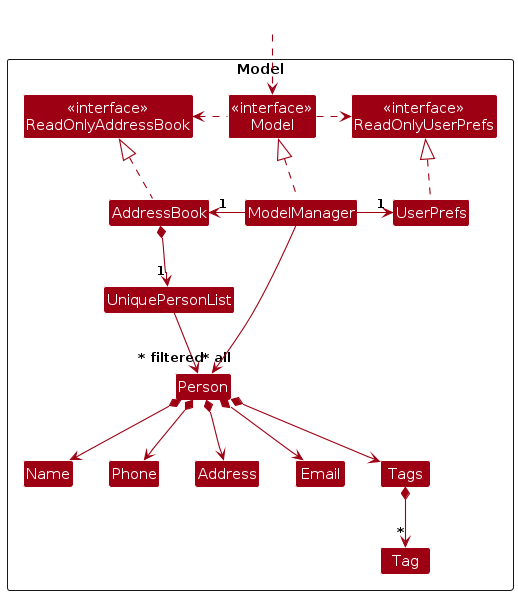 Model
«interface»
ReadOnlyAddressBook
«interface»
Model
«interface»
ReadOnlyUserPrefs
AddressBook
1
ModelManager
1
UserPrefs
1
UniquePersonList
* filtered
* all
Person
Name
Phone
Address
Email
Tags
*
Tag